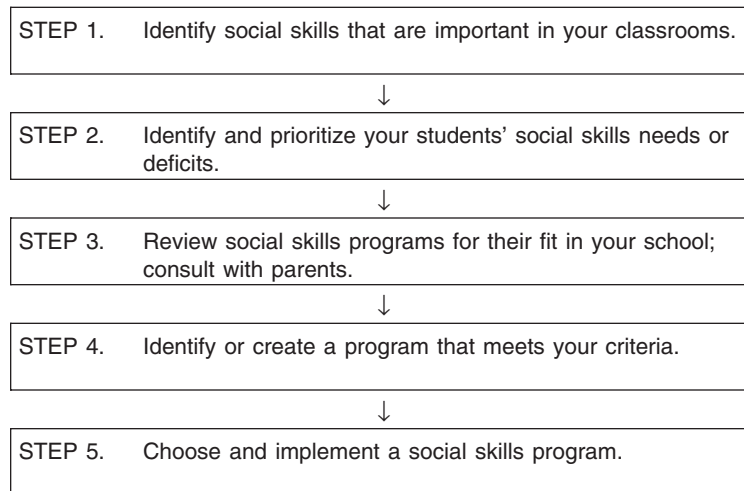 STEP 1. Identify social skills that are important in your classrooms.
↓
STEP 2. Identify and prioritize your students’ social skills needs or
deficits.
↓
STEP 3. Review social skills programs for their fit in your school;
consult with parents.
↓
STEP 4. Identify or create a program that meets your criteria.
↓
STEP 5. Choose and implement a social skills program.